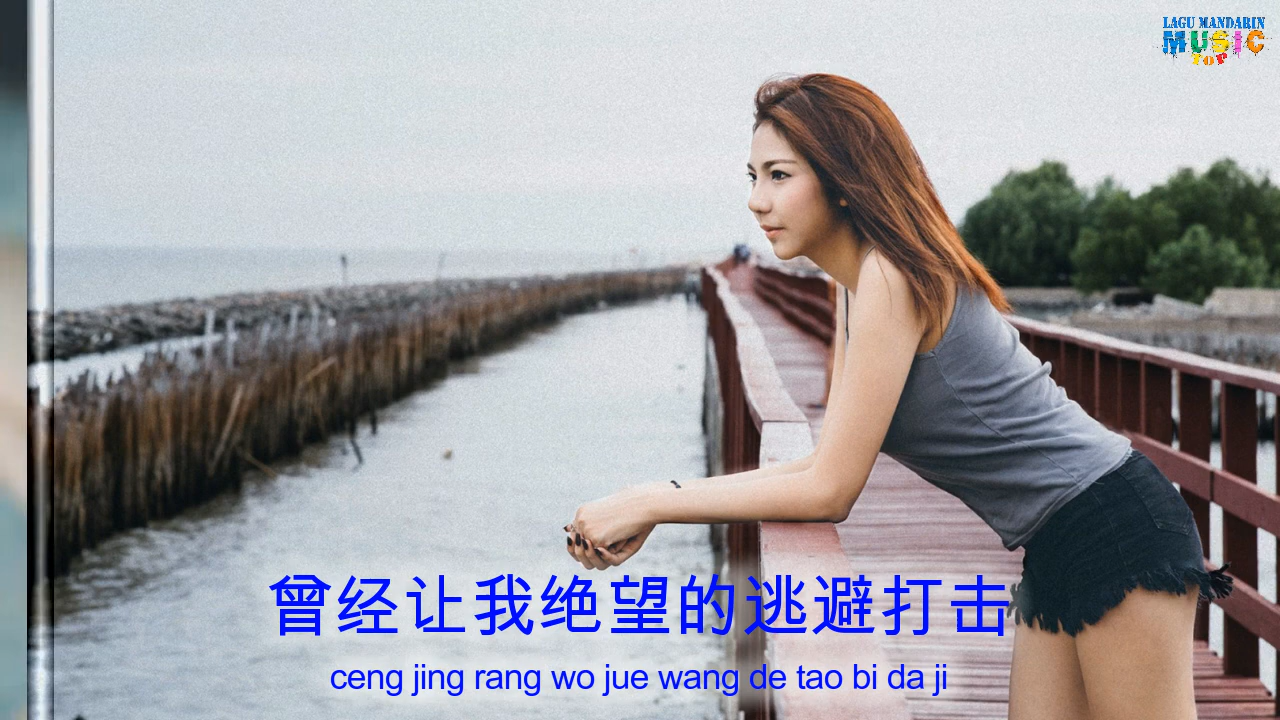 LAGU MANDARIN
MUSIC
TOP
曾经让我绝望的逃避打击
ceng jing rang wo jue wang de tao bi da ji